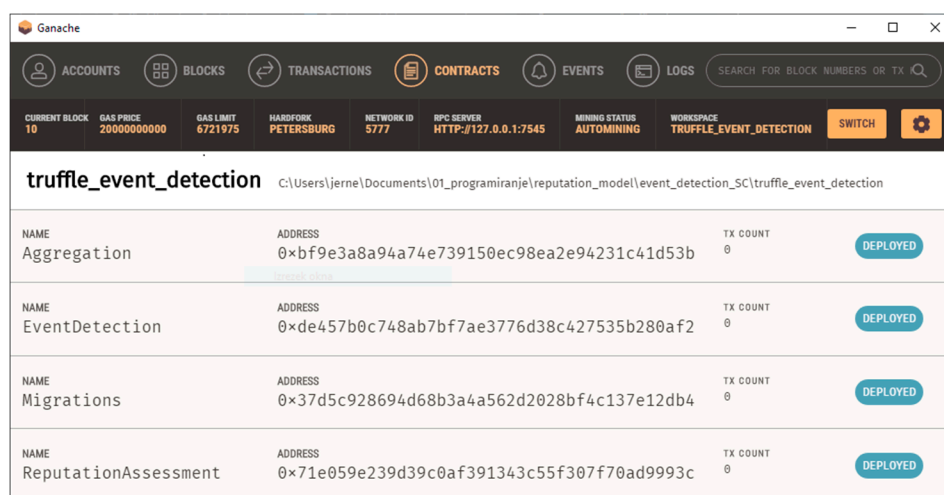 Ganache
ACCOUNTS BLOCKS TRANSACTIONS CONTRACTS EVENTS LOGS SEARCH FOR BLOCK NUMBERS OR TX
CURRENT BLOCK GAS PRICE GAS LIMIT HARDFORK NETWORK ID RPC SERVER MINING STATUS WORKSPACE
10 20000000000 6721975 PETERSBURG 5777 HTTP://127.0.0.1:7545 AUTOMINING TRUFFLE_EVENT_DETECTION SWITCH
truffle_event_detection C:\Users\jerne\Documents\01_programiranje\reputation_model\event_detection_SC\truffle_event_detection
NAME ADDRESS TX COUNT
Aggregation 0×bf9e3a8a94a74e739150ec98ea2e94231c41d53b 0 DEPLOYED
Izrezek okna
NAME ADDRESS TX COUNT
EventDetection 0×de457b0c748ab7bf7ae3776d38c427535b280af2 0 DEPLOYED
NAME ADDRESS TX COUNT
Migrations 0×37d5c928694d68b3a4a562d2028bf4c137e12db4 0 DEPLOYED
NAME ADDRESS TX COUNT
ReputationAssessment 0×71e059e239d39c0af391343c55f307f70ad9993c 0 DEPLOYED